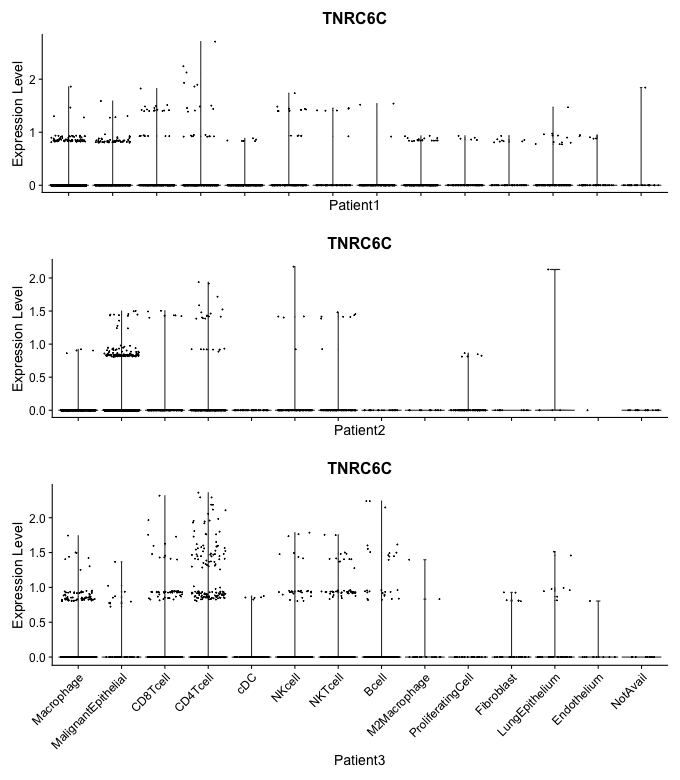 TNRC6C
Expression Level
2
1
0
Patient1
TNRC6C
Expression Level
2.0
1.5
1.0
0.5
0.0
Patient2
TNRC6C
Expression Level
2.0
1.5
1.0
0.5
0.0
Macrophage
MalignantEpithelial
CD8Tcell
CD4Tcell
cDC
NKcell
NKTcell
Bcell
M2Macrophage
ProliferatingCell
Fibroblast
LungEpithelium
Endothelium
NotAvail
Patient3